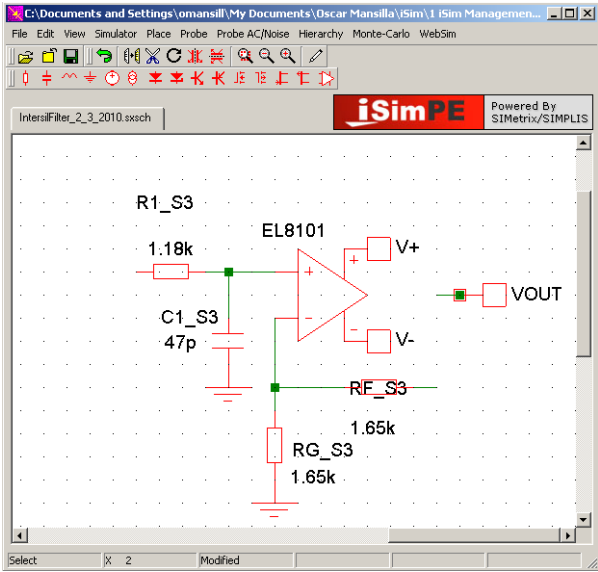 C:\Documents and Settings\omansill\My Documents\Oscar Mansilla\iSim\1 iSim Managemen...
File Edit View Simulator Place Probe Probe AC/Noise Hierarchy Monte-Carlo WebSim
IntersilFilter_2_3_2010.sxsch
iSimPE
Powered By
SIMetrix/SIMPLIS
R1_S3
1.18k
EL8101
V+
+
+
VOUT
C1_S3
47p
-
-
V-
RF_S3
1.65k
RG_S3
1.65k
Select
X 2
Modified